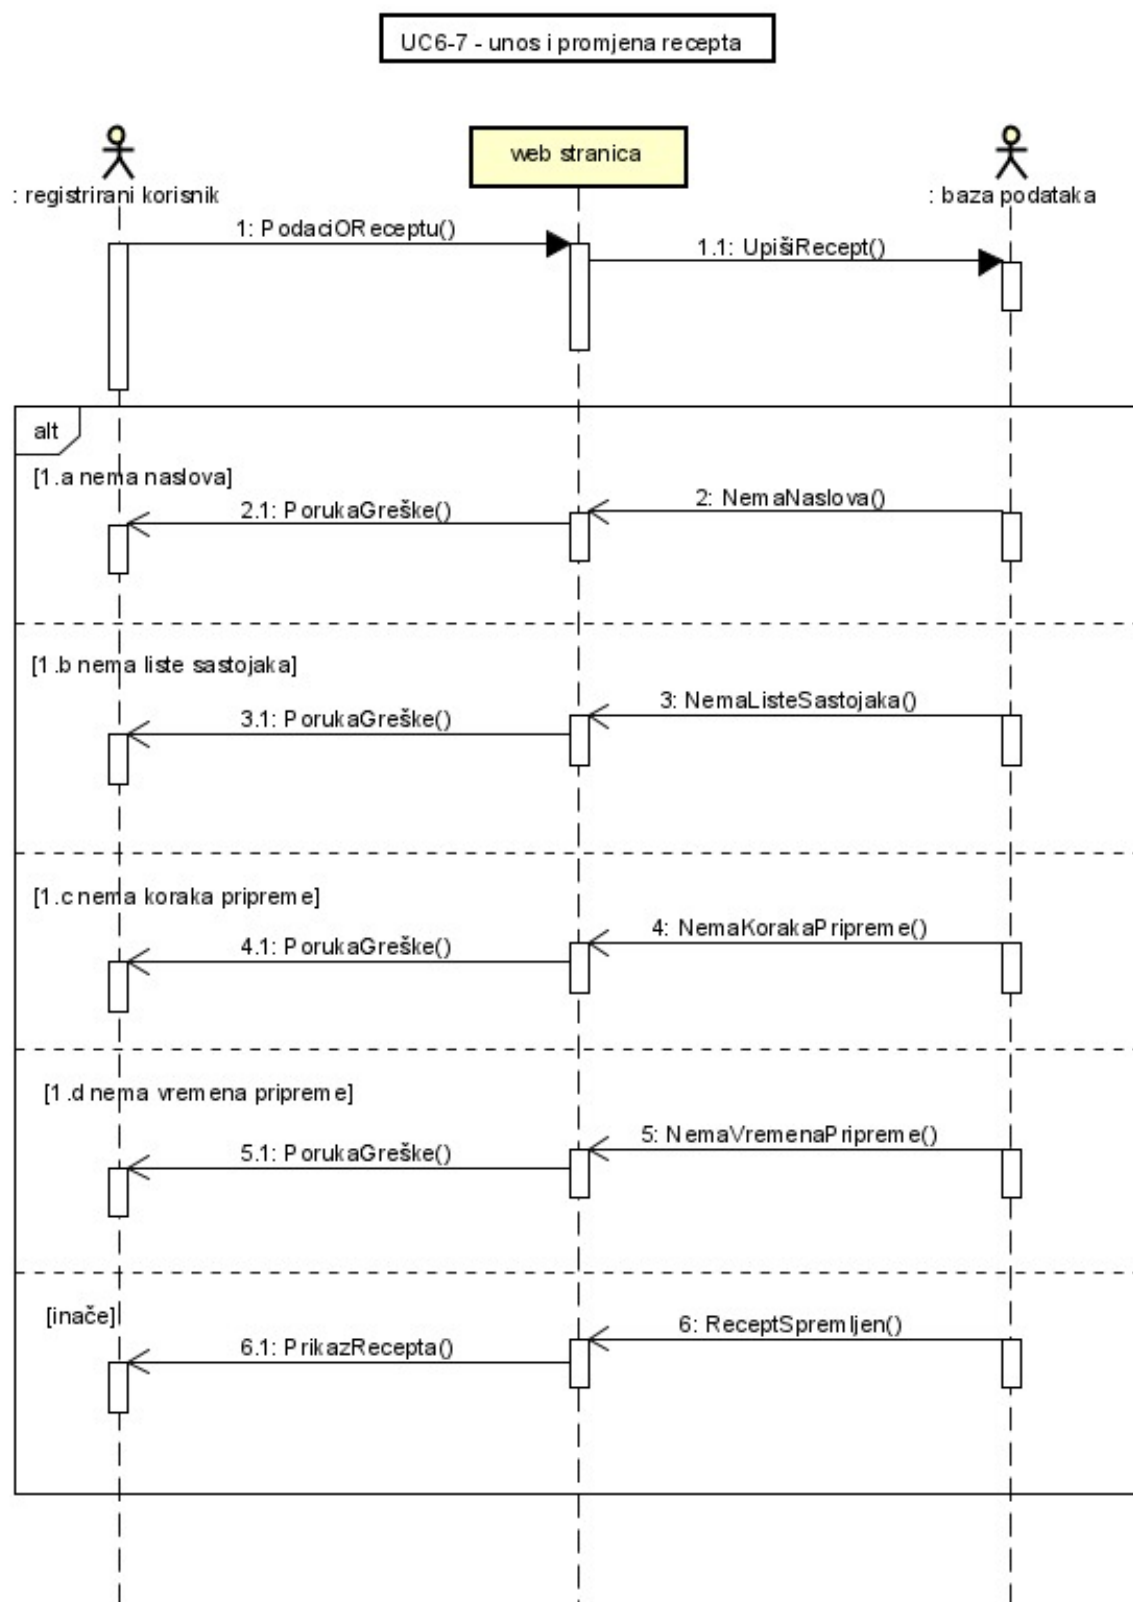 UC6-7 - unos i promjena recepta
web stranica
: registrirani korisnik
: baza podataka
1: PodaciOReceptu()
1.1: UpišiRecept()
alt
[1.a nema naslova]
2: NemaNaslova()
2.1: PorukaGreške()
[1.b nema liste sastojaka]
3: NemaListeSastojaka()
3.1: PorukaGreške()
[1.c nema koraka pripreme]
4: NemaKorakaPripreme()
4.1: PorukaGreške()
[1.d nema vremena pripreme]
5: NemaVremenaPripreme()
5.1: PorukaGreške()
[inače]
6: ReceptSpremljen()
6.1: PrikazRecepta()